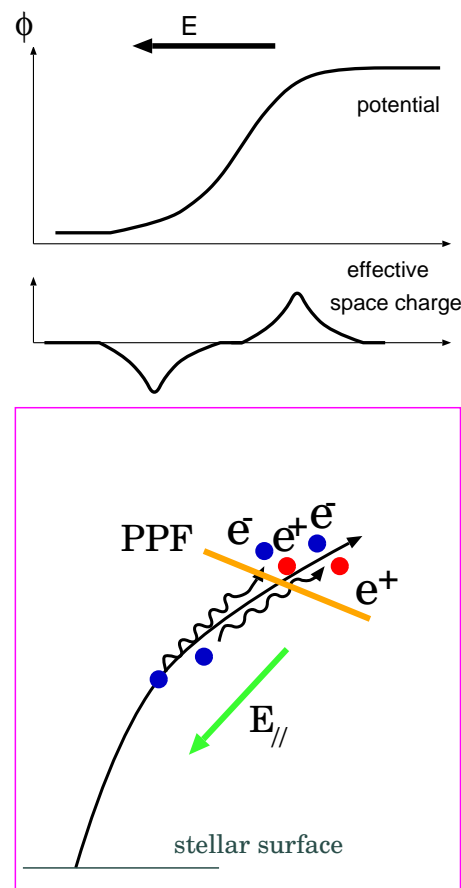 ϕ
E
potential
effective
space charge
e⁻
e⁻
e⁺
PPF
e⁺
E//
stellar surface